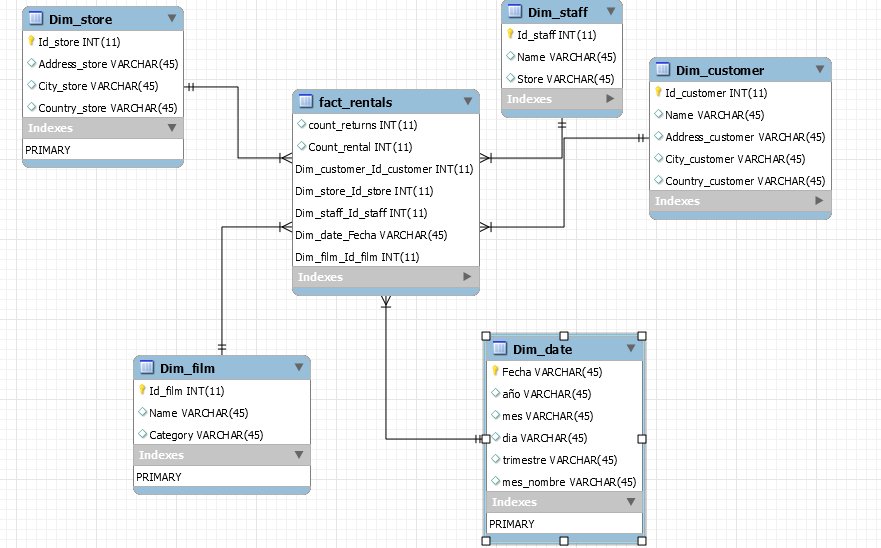 Dim_store
Id_store INT(11)
Address_store VARCHAR(45)
City_store VARCHAR(45)
Country_store VARCHAR(45)
Indexes
PRIMARY
Dim_staff
Id_staff INT(11)
Name VARCHAR(45)
Store VARCHAR(45)
Indexes
Dim_customer
Id_customer INT(11)
Name VARCHAR(45)
Address_customer VARCHAR(45)
City_customer VARCHAR(45)
Country_customer VARCHAR(45)
Indexes
fact_rentals
count_returns INT(11)
Count_rental INT(11)
Dim_customer_Id_customer INT(11)
Dim_store_Id_store INT(11)
Dim_staff_Id_staff INT(11)
Dim_date_Fecha VARCHAR(45)
Dim_film_Id_film INT(11)
Indexes
Dim_film
Id_film INT(11)
Name VARCHAR(45)
Category VARCHAR(45)
Indexes
PRIMARY
Dim_date
Fecha VARCHAR(45)
año VARCHAR(45)
mes VARCHAR(45)
dia VARCHAR(45)
trimestre VARCHAR(45)
mes_nombre VARCHAR(45)
Indexes
PRIMARY